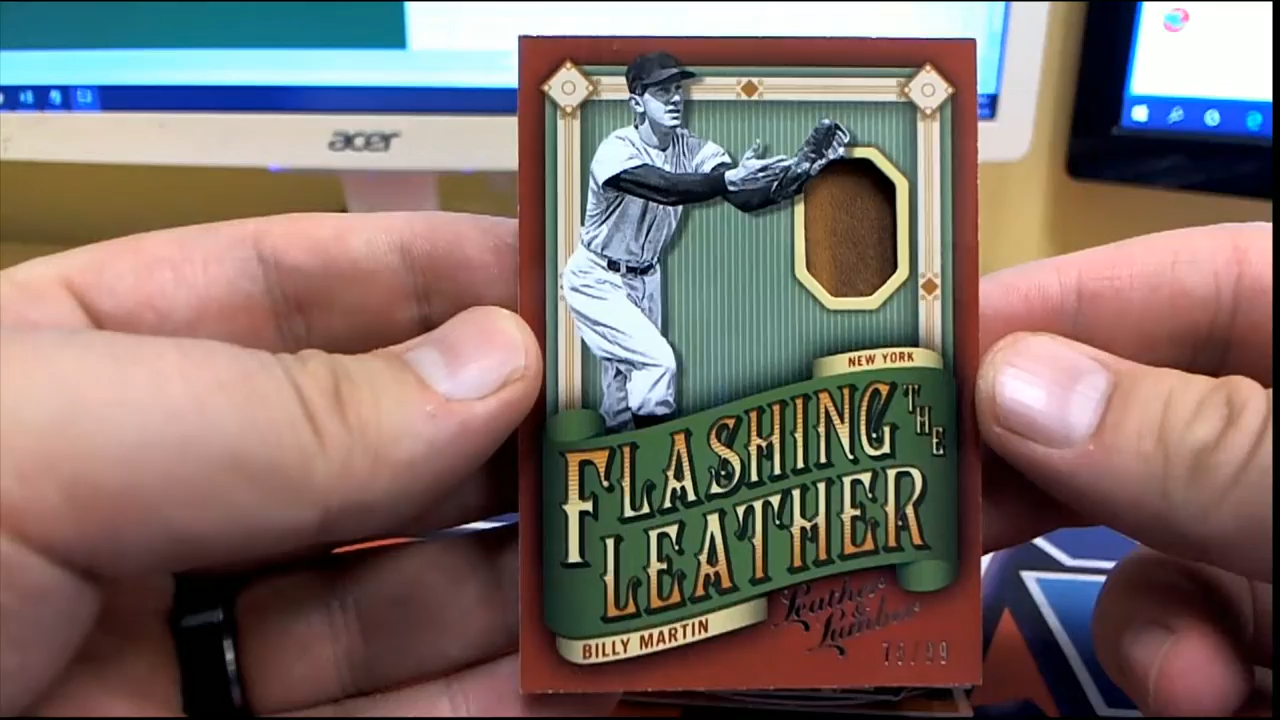 acer
NEW YORK
FLASHING THE
LEATHER
BILLY MARTIN
Leather &
Lumber